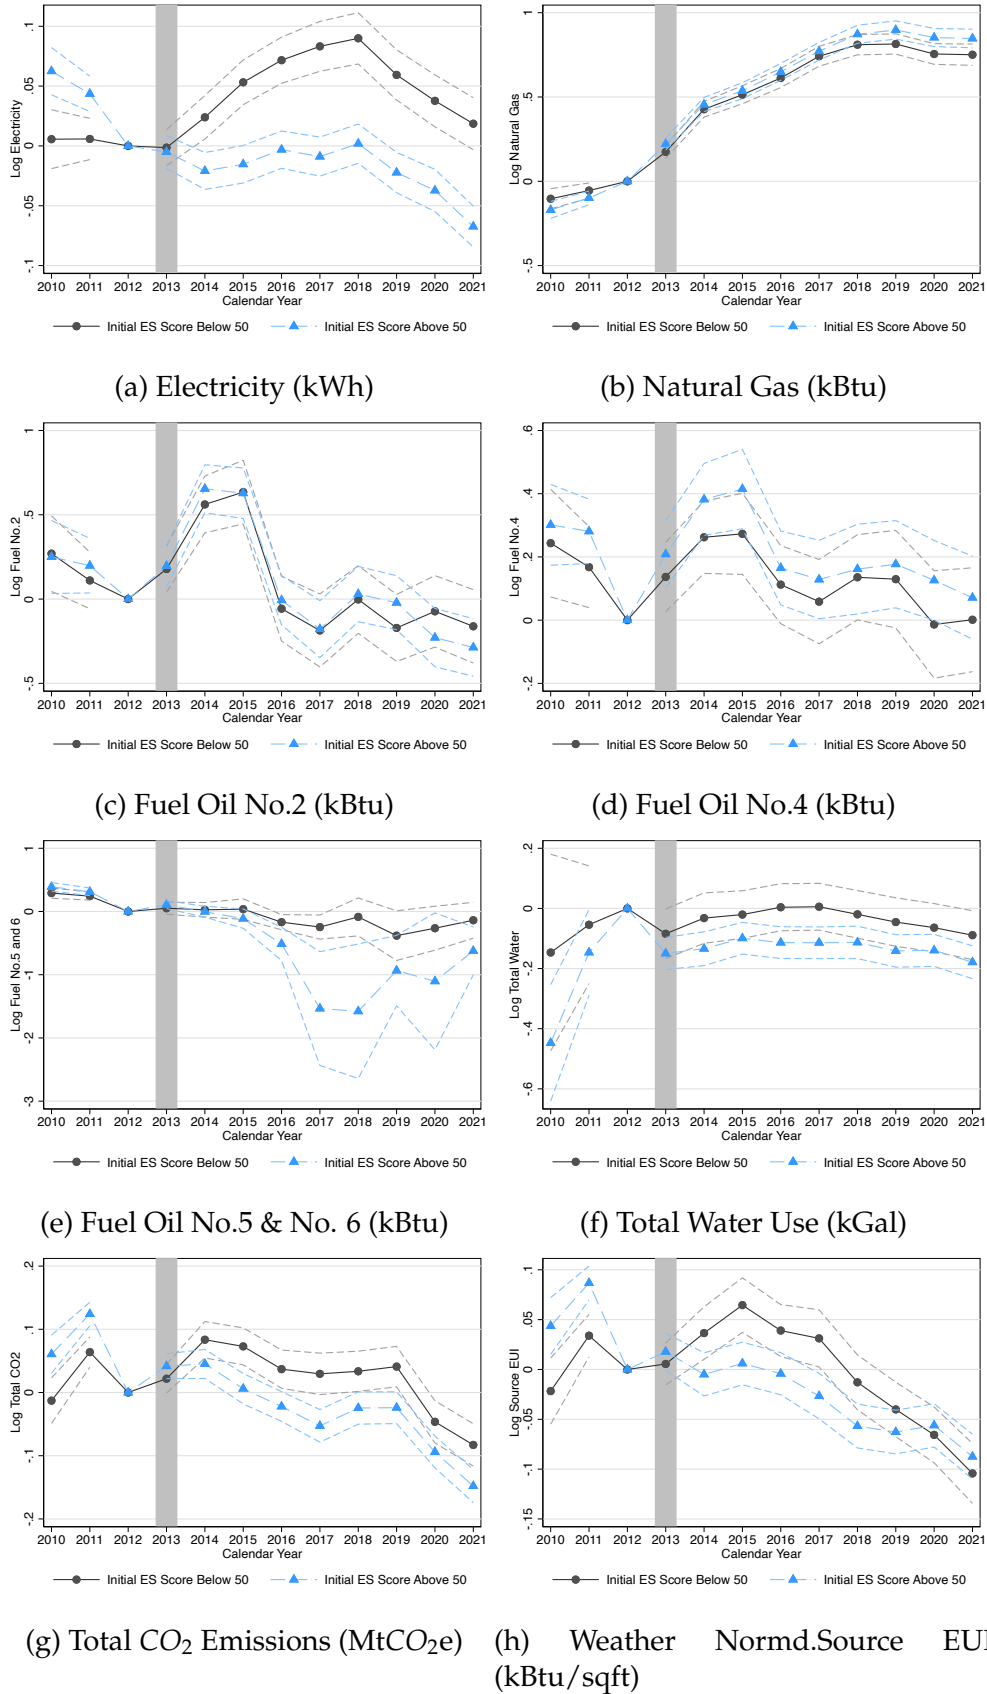 Log Electricity
.1
.05
0
-.05
-.1
2010 2011 2012 2013 2014 2015 2016 2017 2018 2019 2020 2021
Calendar Year
Initial ES Score Below 50 Initial ES Score Above 50
(a) Electricity (kWh)
Log Natural Gas
1
.5
0
-.5
2010 2011 2012 2013 2014 2015 2016 2017 2018 2019 2020 2021
Calendar Year
Initial ES Score Below 50 Initial ES Score Above 50
(b) Natural Gas (kBtu)
Log Fuel No.2
1
.5
0
-.5
2010 2011 2012 2013 2014 2015 2016 2017 2018 2019 2020 2021
Calendar Year
Initial ES Score Below 50 Initial ES Score Above 50
(c) Fuel Oil No.2 (kBtu)
Log Fuel No.4
.6
.4
.2
0
-.2
2010 2011 2012 2013 2014 2015 2016 2017 2018 2019 2020 2021
Calendar Year
Initial ES Score Below 50 Initial ES Score Above 50
(d) Fuel Oil No.4 (kBtu)
Log Fuel No.5 and 6
1
0
-1
-2
-3
2010 2011 2012 2013 2014 2015 2016 2017 2018 2019 2020 2021
Calendar Year
Initial ES Score Below 50 Initial ES Score Above 50
(e) Fuel Oil No.5 & No. 6 (kBtu)
Log Total Water
.2
0
-.2
-.4
-.6
2010 2011 2012 2013 2014 2015 2016 2017 2018 2019 2020 2021
Calendar Year
Initial ES Score Below 50 Initial ES Score Above 50
(f) Total Water Use (kGal)
Log Total CO2
.2
.1
0
-.1
-.2
2010 2011 2012 2013 2014 2015 2016 2017 2018 2019 2020 2021
Calendar Year
Initial ES Score Below 50 Initial ES Score Above 50
(g) Total CO₂ Emissions (MtCO₂e)
Log Source EUI
.1
.05
0
-.05
-.1
-.15
2010 2011 2012 2013 2014 2015 2016 2017 2018 2019 2020 2021
Calendar Year
Initial ES Score Below 50 Initial ES Score Above 50
(h) Weather Normd.Source EUI
(kBtu/sqft)